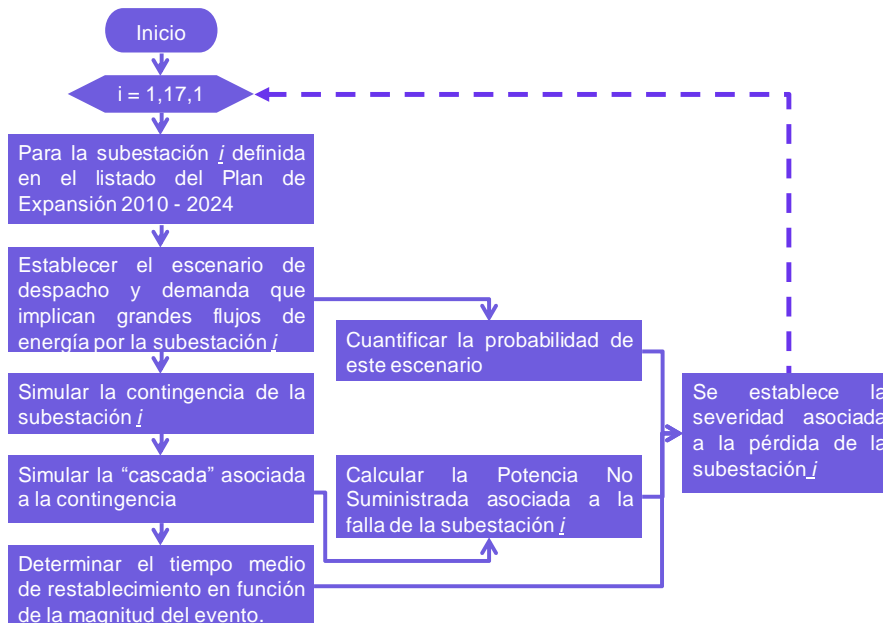 Inicio
i = 1,17,1
Para la subestación i definida
en el listado del Plan de
Expansión 2010 - 2024
Establecer el escenario de
despacho y demanda que
implican grandes flujos de
energía por la subestación i
Cuantificar la probabilidad de
este escenario
Simular la contingencia de la
subestación i
Se establece la
severidad asociada
a la pérdida de la
subestación i
Simular la “cascada” asociada
a la contingencia
Calcular la Potencia No
Suministrada asociada a la
falla de la subestación i
Determinar el tiempo medio
de restablecimiento en función
de la magnitud del evento.